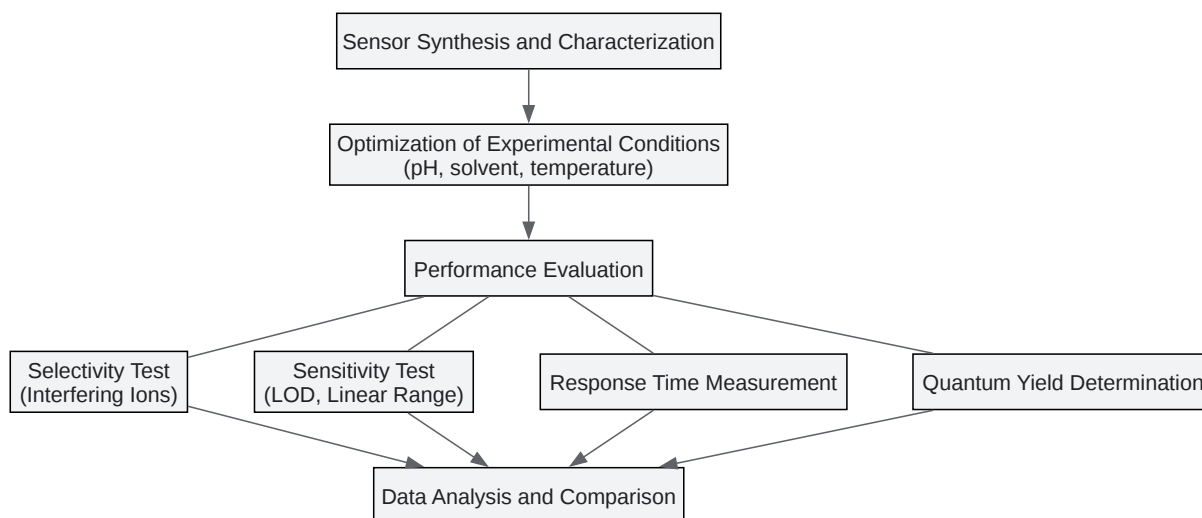 Sensor Synthesis and Characterization
Optimization of Experimental Conditions
(pH, solvent, temperature)
Performance Evaluation
Selectivity Test
(Interfering Ions)
Sensitivity Test
(LOD, Linear Range)
Response Time Measurement
Quantum Yield Determination
Data Analysis and Comparison